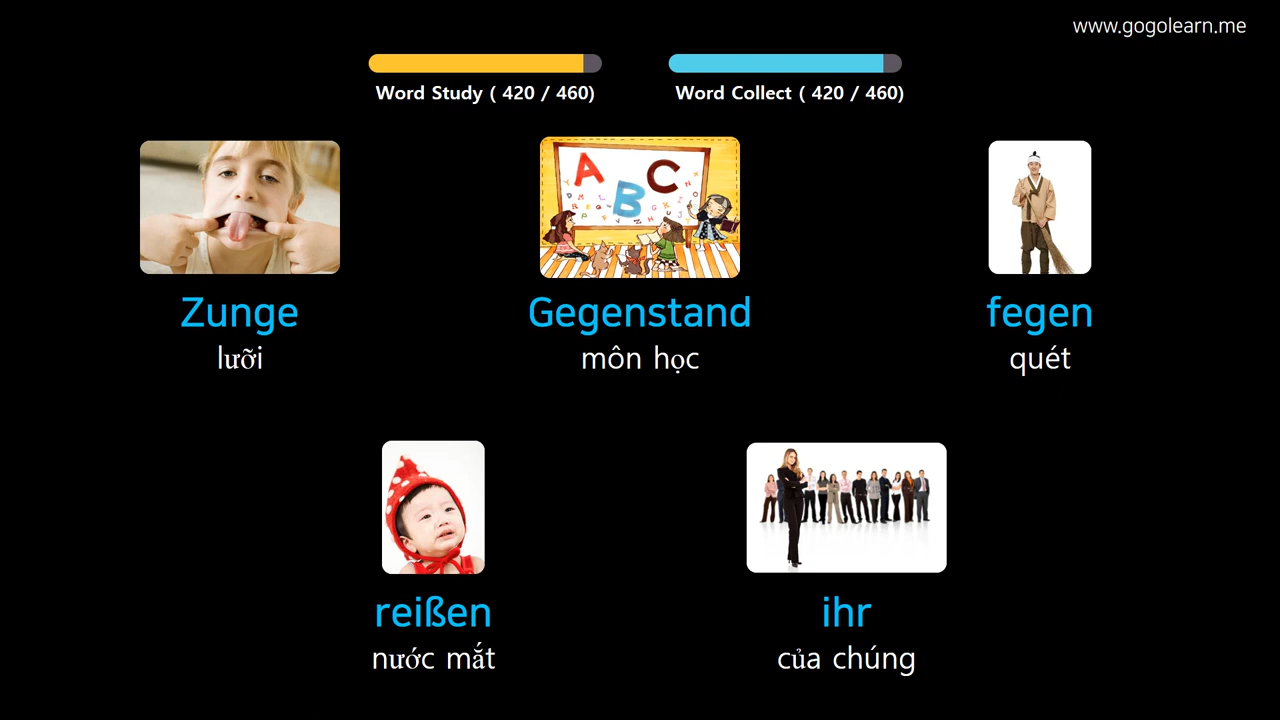 www.gogolearn.me
Word Study ( 420 / 460)
Word Collect ( 420 / 460)
A B C
Zunge
lưỡi
Gegenstand
môn học
fegen
quét
reißen
nước mắt
ihr
của chúng